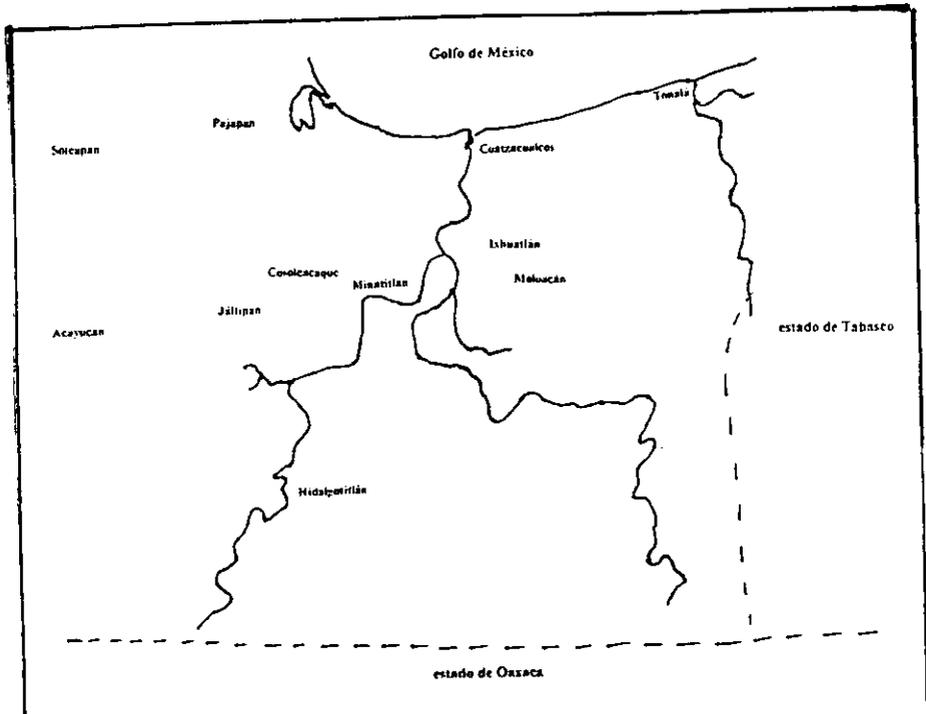 Golfo de México
Tonalá
Pajapan
Soteapan
Coatzacoalcos
Ixhuatlán
Cosoleacaque
Minatitlán
Moloacán
Jáltipan
Acayucan
estado de Tabasco
Hidalgotitlán
estado de Oaxaca